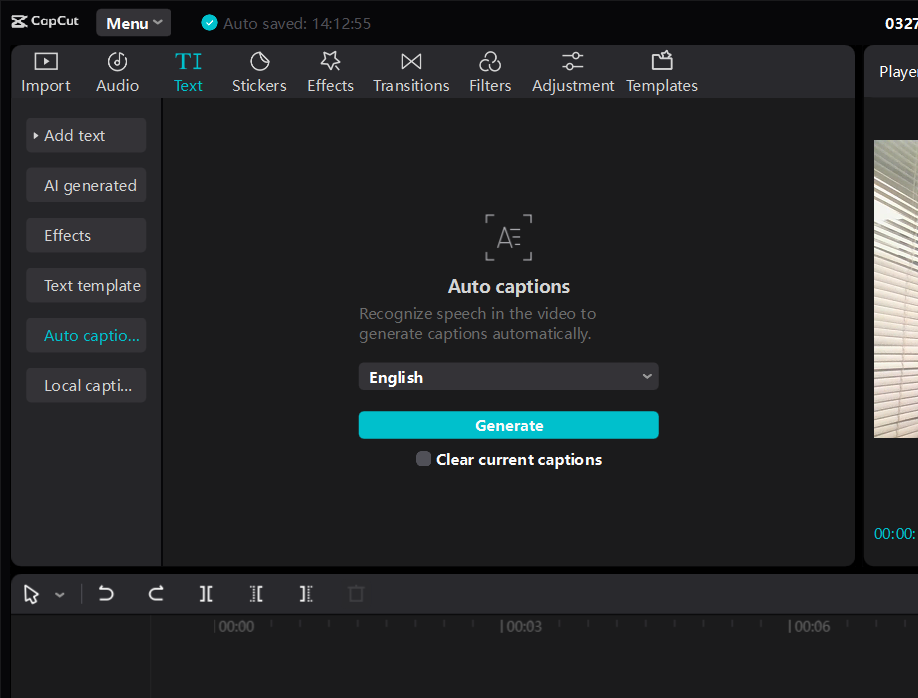 CapCut
Menu
Auto saved: 14:12:55
0327
Import
Audio
TI
Text
Stickers
Effects
Transitions
Filters
Adjustment
Templates
Player
Add text
AI generated
Effects
Text template
Auto captio...
Local capti...
Auto captions
Recognize speech in the video to
generate captions automatically.
English
Generate
Clear current captions
00:00:
00:00
00:03
00:06